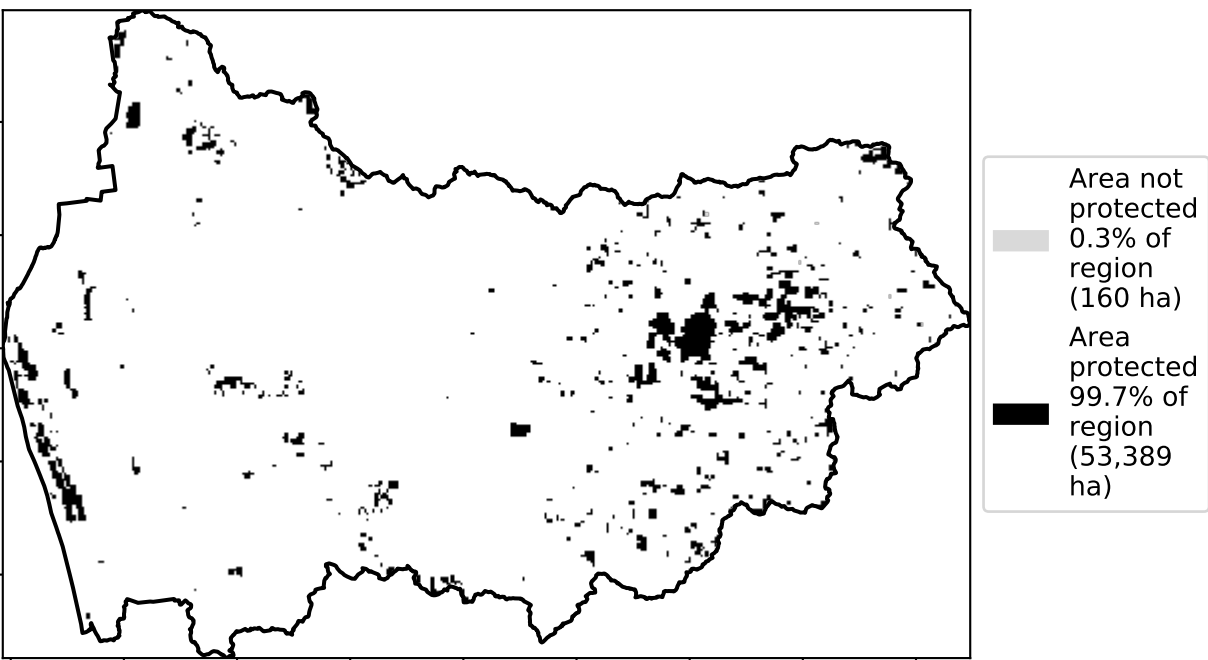 Area not
protected
0.3% of
region
(160 ha)
Area
protected
99.7% of
region
(53,389
ha)